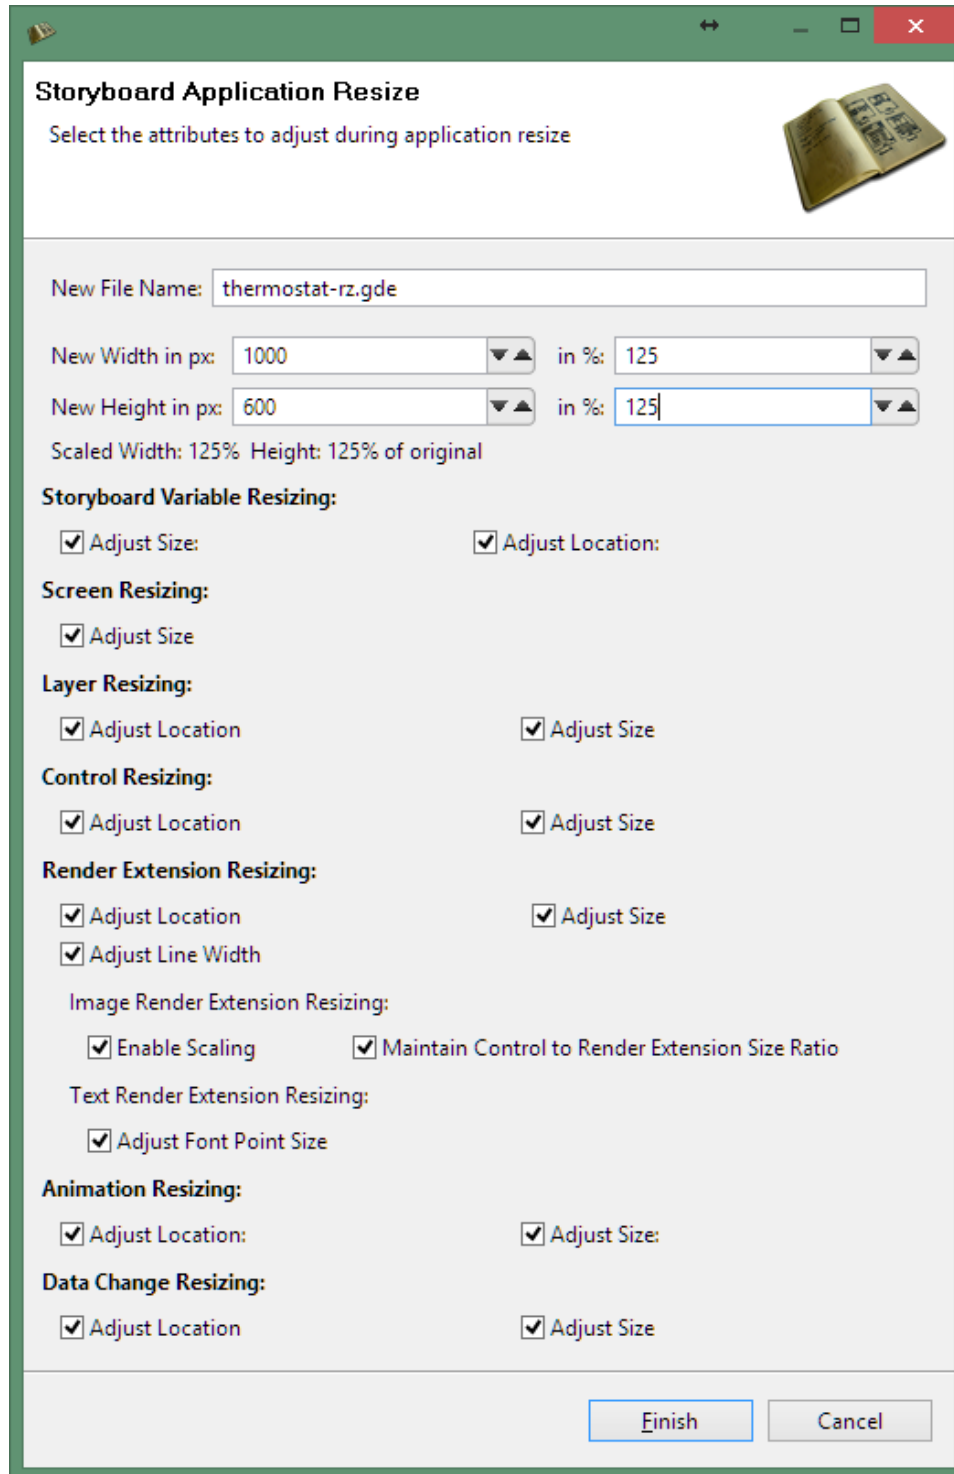 Storyboard Application Resize
Select the attributes to adjust during application resize
New File Name: thermostat-rz.gde
New Width in px: 1000 in %: 125
New Height in px: 600 in %: 125
Scaled Width: 125% Height: 125% of original
Storyboard Variable Resizing:
Adjust Size: Adjust Location:
Screen Resizing:
Adjust Size
Layer Resizing:
Adjust Location Adjust Size
Control Resizing:
Adjust Location Adjust Size
Render Extension Resizing:
Adjust Location Adjust Size
Adjust Line Width
Image Render Extension Resizing:
Enable Scaling Maintain Control to Render Extension Size Ratio
Text Render Extension Resizing:
Adjust Font Point Size
Animation Resizing:
Adjust Location: Adjust Size:
Data Change Resizing:
Adjust Location Adjust Size
Finish Cancel